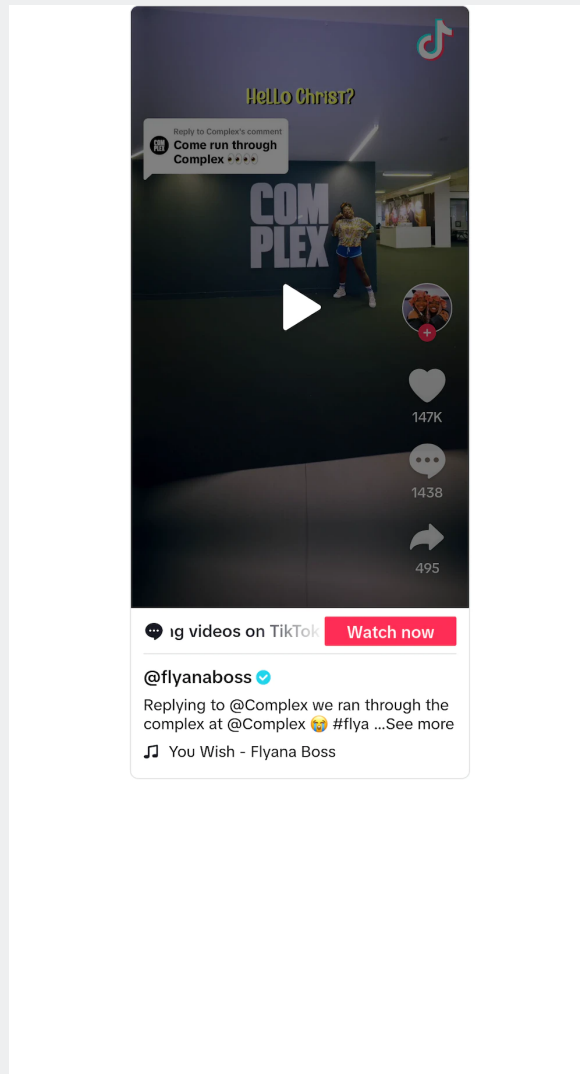 Hello Christ?
Reply to Complex's comment
Come run through
Complex 👀👀
COM
PLEX
147K
1438
495
ng videos on TikTok
Watch now
@flyanaboss
Replying to @Complex we ran through the
complex at @Complex 😭 #flya ...See more
You Wish - Flyana Boss